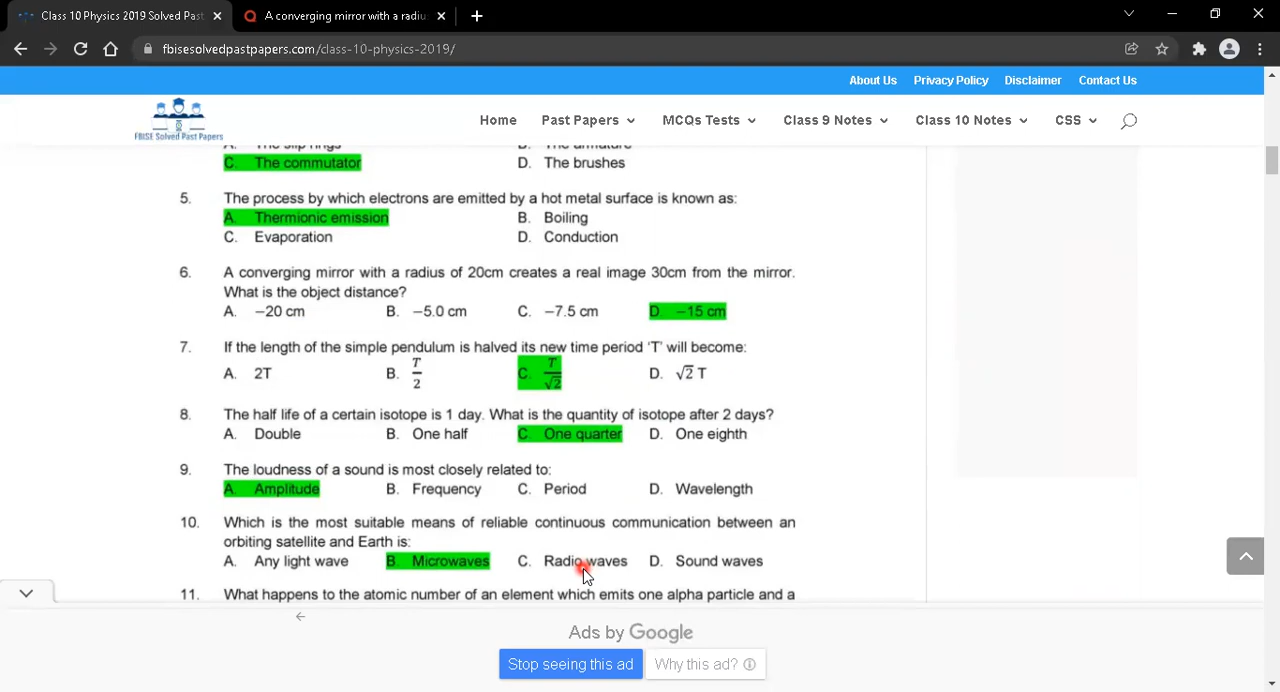 Class 10 Physics 2019 Solved Past
A converging mirror with a radiu
fbisesolvedpastpapers.com/class-10-physics-2019/
About Us Privacy Policy Disclaimer Contact Us
FBISE Solved Past Papers
Home Past Papers MCQs Tests Class 9 Notes Class 10 Notes CSS
A. The slip rings B. The armature
C. The commutator D. The brushes
5. The process by which electrons are emitted by a hot metal surface is known as:
A. Thermionic emission B. Boiling
C. Evaporation D. Conduction
6. A converging mirror with a radius of 20cm creates a real image 30cm from the mirror.
What is the object distance?
A. −20 cm B. −5.0 cm C. −7.5 cm D. −15 cm
7. If the length of the simple pendulum is halved its new time period ‘T’ will become:
A. 2T B. T/2 C. T/√2 D. √2 T
8. The half life of a certain isotope is 1 day. What is the quantity of isotope after 2 days?
A. Double B. One half C. One quarter D. One eighth
9. The loudness of a sound is most closely related to:
A. Amplitude B. Frequency C. Period D. Wavelength
10. Which is the most suitable means of reliable continuous communication between an
orbiting satellite and Earth is:
A. Any light wave B. Microwaves C. Radio waves D. Sound waves
11. What happens to the atomic number of an element which emits one alpha particle and a
Ads by Google
Stop seeing this ad Why this ad?